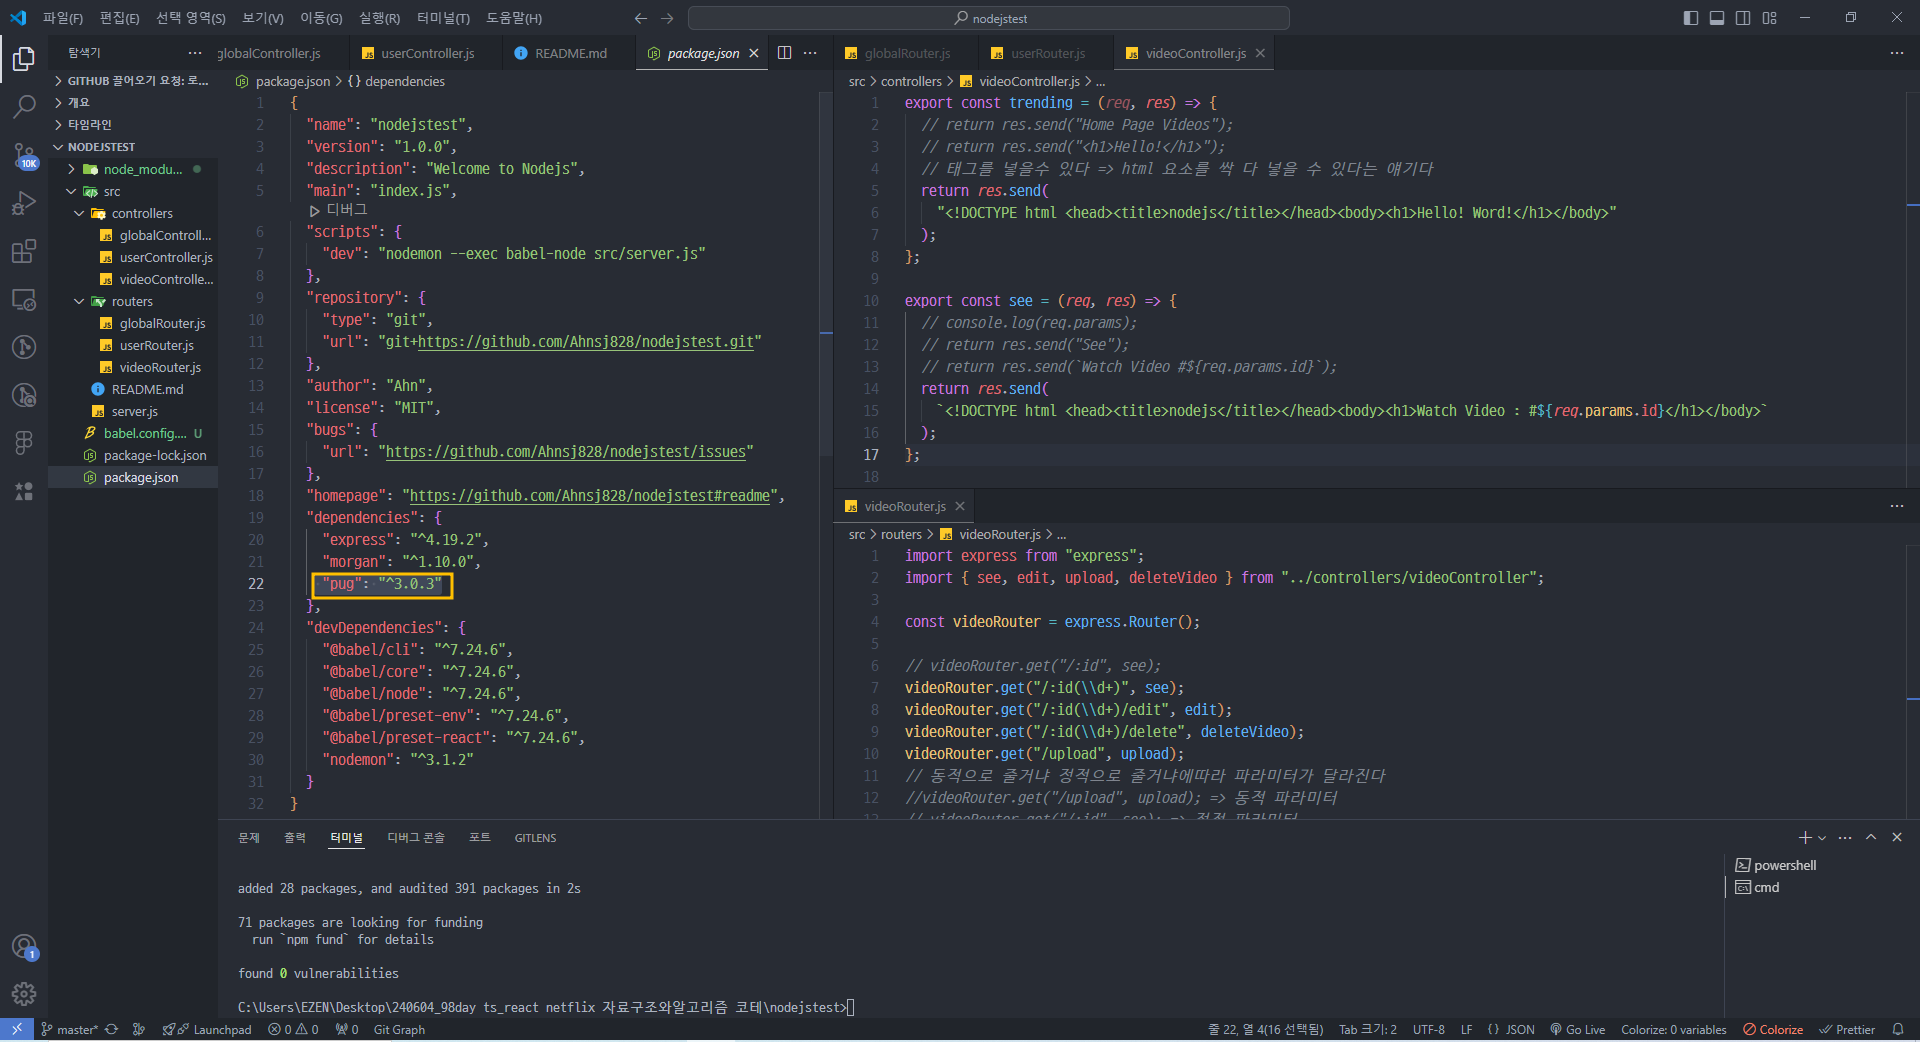 파일(F) 편집(E) 선택 영역(S) 보기(V) 이동(G) 실행(R) 터미널(T) 도움말(H)
nodejstest
탐색기
GITHUB 끌어오기 요청: 로...
개요
타임라인
NODEJSTEST
node_modu...
src
controllers
globalControll...
userController.js
videoControlle...
routers
globalRouter.js
userRouter.js
videoRouter.js
README.md
server.js
babel.config.... U
package-lock.json
package.json
10K
1
globalController.js userController.js README.md package.json
package.json > {} dependencies
1 {
2 "name": "nodejstest",
3 "version": "1.0.0",
4 "description": "Welcome to Nodejs",
5 "main": "index.js",
디버그
6 "scripts": {
7 "dev": "nodemon --exec babel-node src/server.js"
8 },
9 "repository": {
10 "type": "git",
11 "url": "git+https://github.com/Ahnsj828/nodejstest.git"
12 },
13 "author": "Ahn",
14 "license": "MIT",
15 "bugs": {
16 "url": "https://github.com/Ahnsj828/nodejstest/issues"
17 },
18 "homepage": "https://github.com/Ahnsj828/nodejstest#readme",
19 "dependencies": {
20 "express": "^4.19.2",
21 "morgan": "^1.10.0",
22 "pug": "^3.0.3"
23 },
24 "devDependencies": {
25 "@babel/cli": "^7.24.6",
26 "@babel/core": "^7.24.6",
27 "@babel/node": "^7.24.6",
28 "@babel/preset-env": "^7.24.6",
29 "@babel/preset-react": "^7.24.6",
30 "nodemon": "^3.1.2"
31 }
32 }
globalRouter.js userRouter.js videoController.js
src > controllers > videoController.js > ...
1 export const trending = (req, res) => {
2 // return res.send("Home Page Videos");
3 // return res.send("<h1>Hello!</h1>");
4 // 태그를 넣을수 있다 => html 요소를 싹 다 넣을 수 있다는 얘기다
5 return res.send(
6 "<!DOCTYPE html <head><title>nodejs</title></head><body><h1>Hello! Word!</h1></body>"
7 );
8 };
9
10 export const see = (req, res) => {
11 // console.log(req.params);
12 // return res.send("See");
13 // return res.send(`Watch Video #${req.params.id}`);
14 return res.send(
15 `<!DOCTYPE html <head><title>nodejs</title></head><body><h1>Watch Video : #${req.params.id}</h1></body>`
16 );
17 };
18
videoRouter.js
src > routers > videoRouter.js > ...
1 import express from "express";
2 import { see, edit, upload, deleteVideo } from "../controllers/videoController";
3
4 const videoRouter = express.Router();
5
6 // videoRouter.get("/:id", see);
7 videoRouter.get("/:id(\\d+)", see);
8 videoRouter.get("/:id(\\d+)/edit", edit);
9 videoRouter.get("/:id(\\d+)/delete", deleteVideo);
10 videoRouter.get("/upload", upload);
11 // 동적으로 줄거냐 정적으로 줄거냐에따라 파라미터가 달라진다
12 //videoRouter.get("/upload", upload); => 동적 파라미터
13 // videoRouter.get("/:id", see); => 정적 파라미터
문제 출력 터미널 디버그 콘솔 포트 GITLENS
added 28 packages, and audited 391 packages in 2s
71 packages are looking for funding
run `npm fund` for details
found 0 vulnerabilities
C:\Users\EZEN\Desktop\240604_98day ts_react netflix 자료구조와알고리즘 코테\nodejstest>
powershell
cmd
master* Launchpad 0 0 0 Git Graph
줄 22, 열 4(16 선택됨) Tab 크기: 2 UTF-8 LF {} JSON Go Live Colorize: 0 variables Colorize Prettier